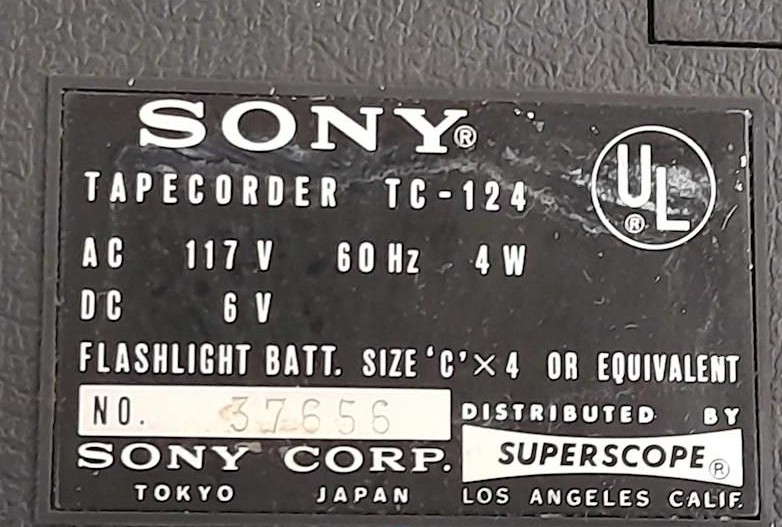 SONY®
TAPECORDER TC-124
UL®
AC 117 V 60 Hz 4 W
DC 6 V
FLASHLIGHT BATT. SIZE 'C' × 4 OR EQUIVALENT
NO. 37656
DISTRIBUTED BY
SUPERSCOPE®
LOS ANGELES CALIF.
SONY CORP.
TOKYO JAPAN